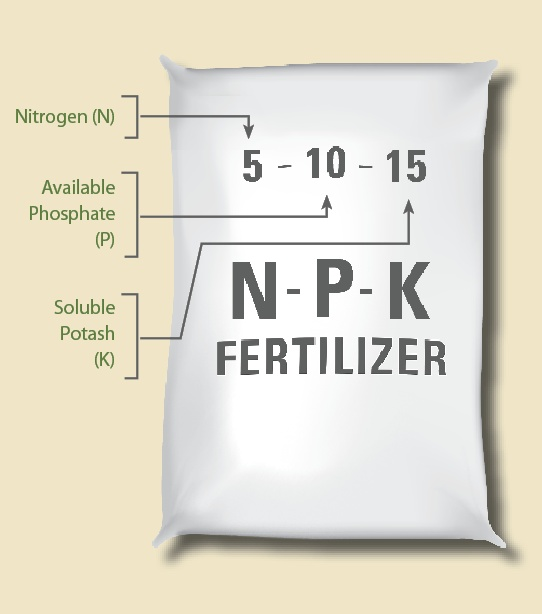 Nitrogen (N)
Available
Phosphate
(P)
Soluble
Potash
(K)
5 - 10 - 15
N-P-K
FERTILIZER